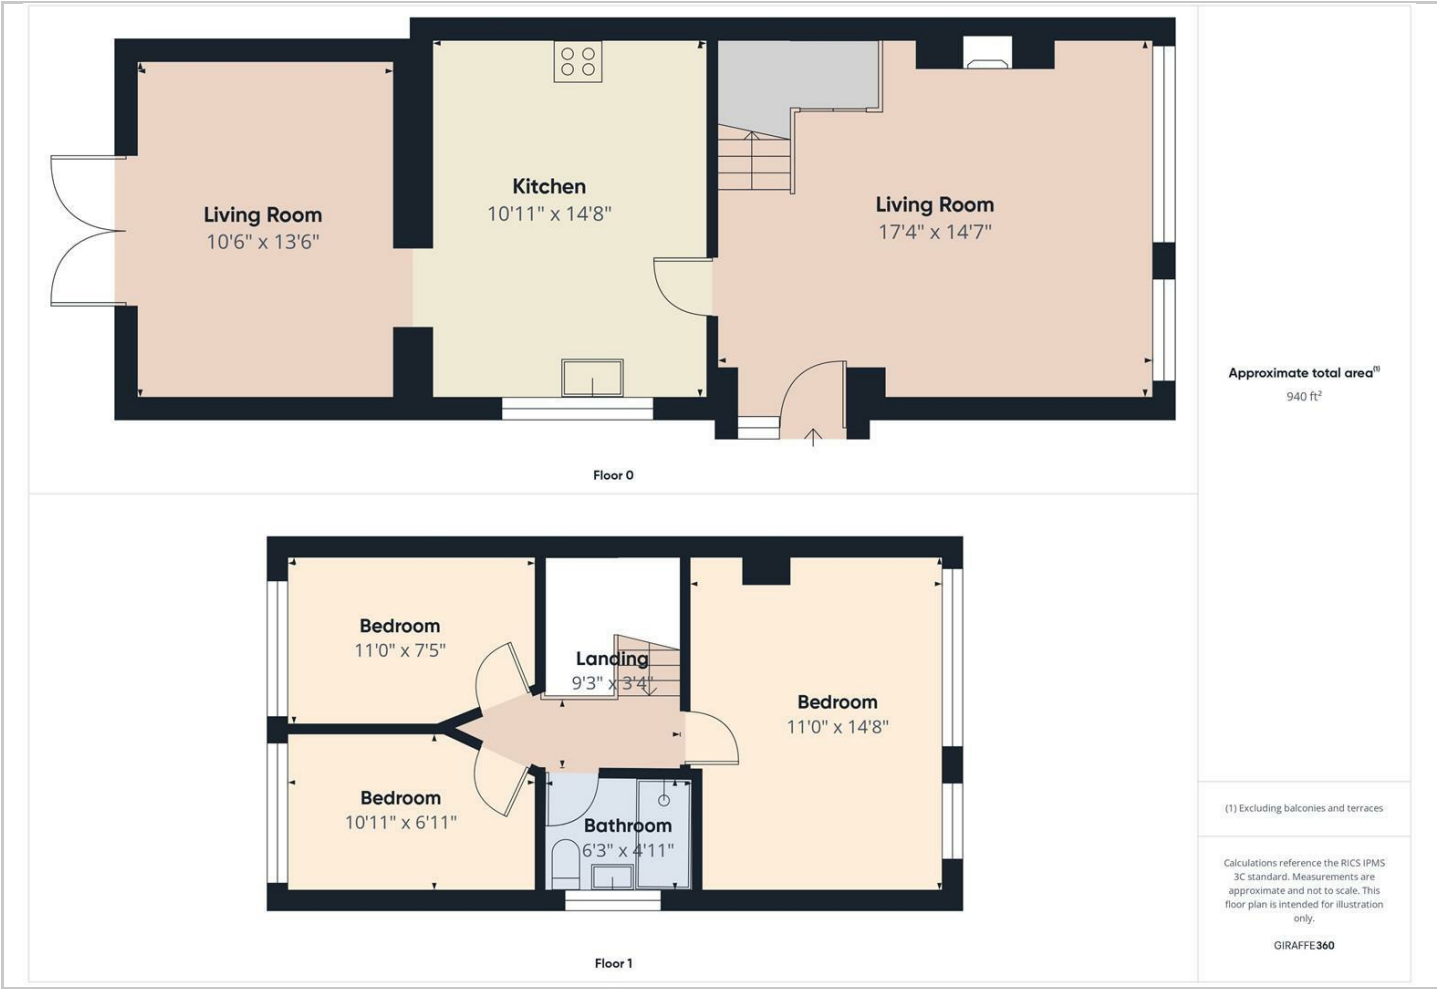 Living Room
10'6" x 13'6"
Kitchen
10'11" x 14'8"
Living Room
17'4" x 14'7"
Floor 0
Bedroom
11'0" x 7'5"
Landing
9'3" x 3'4"
Bedroom
11'0" x 14'8"
Bedroom
10'11" x 6'11"
Bathroom
6'3" x 4'11"
Floor 1
Approximate total area(1)
940 ft²
(1) Excluding balconies and terraces
Calculations reference the RICS IPMS
3C standard. Measurements are
approximate and not to scale. This
floor plan is intended for illustration
only.
GIRAFFE360